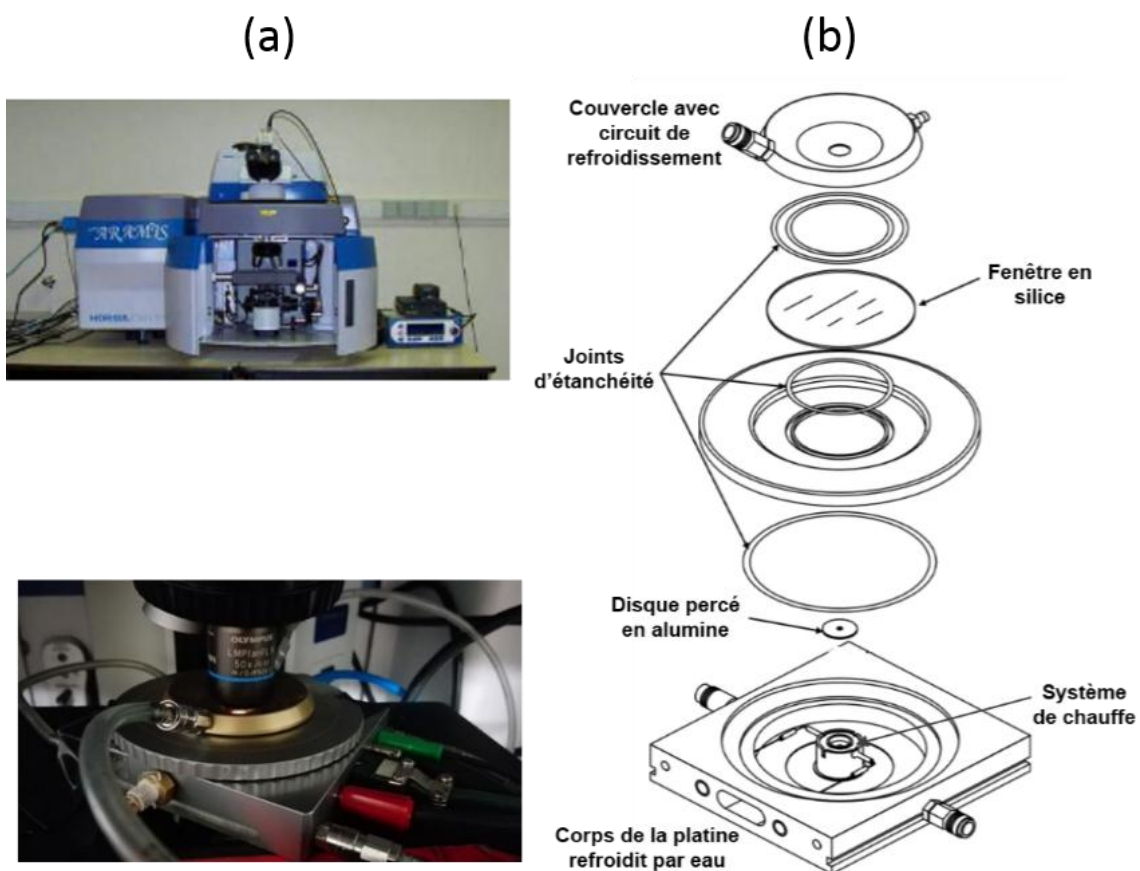 (a)
(b)
Couvercle avec
circuit de
refroidissement
Fenêtre en
silice
Joints
d'étanchéité
Disque percé
en alumine
Système
de chauffe
Corps de la platine
refroidit par eau
ARAMIS
HORIBA
OLYMPUS
50x